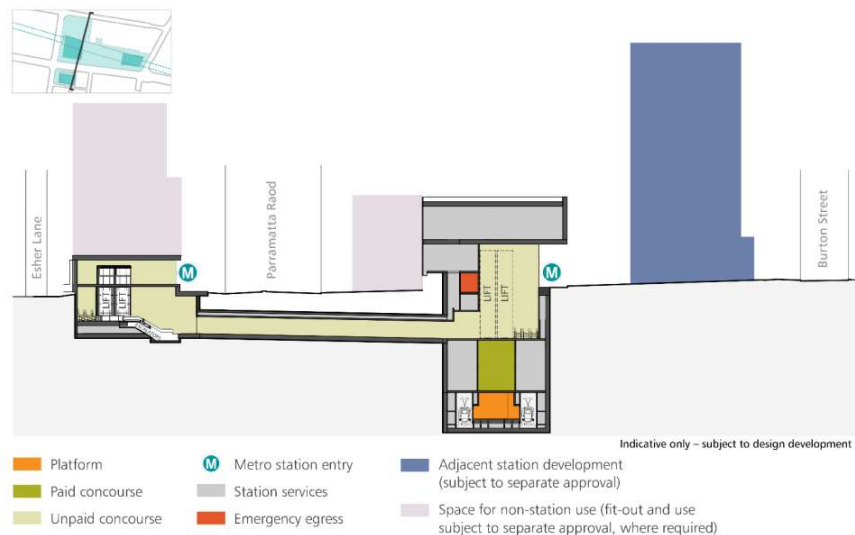 Esher Lane
Parramatta Raod
Burton Street
M
M
LIFT
LIFT
LIFT
LIFT
Indicative only – subject to design development
Platform
Paid concourse
Unpaid concourse
M Metro station entry
Station services
Emergency egress
Adjacent station development
(subject to separate approval)
Space for non-station use (fit-out and use
subject to separate approval, where required)